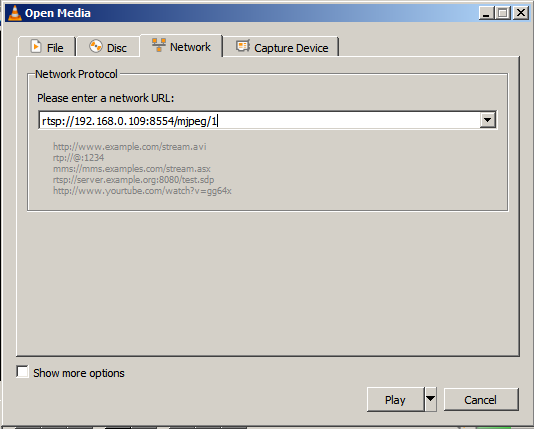 Open Media
File
Disc
Network
Capture Device
Network Protocol
Please enter a network URL:
rtsp://192.168.0.109:8554/mjpeg/1
http://www.example.com/stream.avi
rtp://@:1234
mms://mms.examples.com/stream.asx
rtsp://server.example.org:8080/test.sdp
http://www.yourtube.com/watch?v=gg64x
Show more options
Play
Cancel